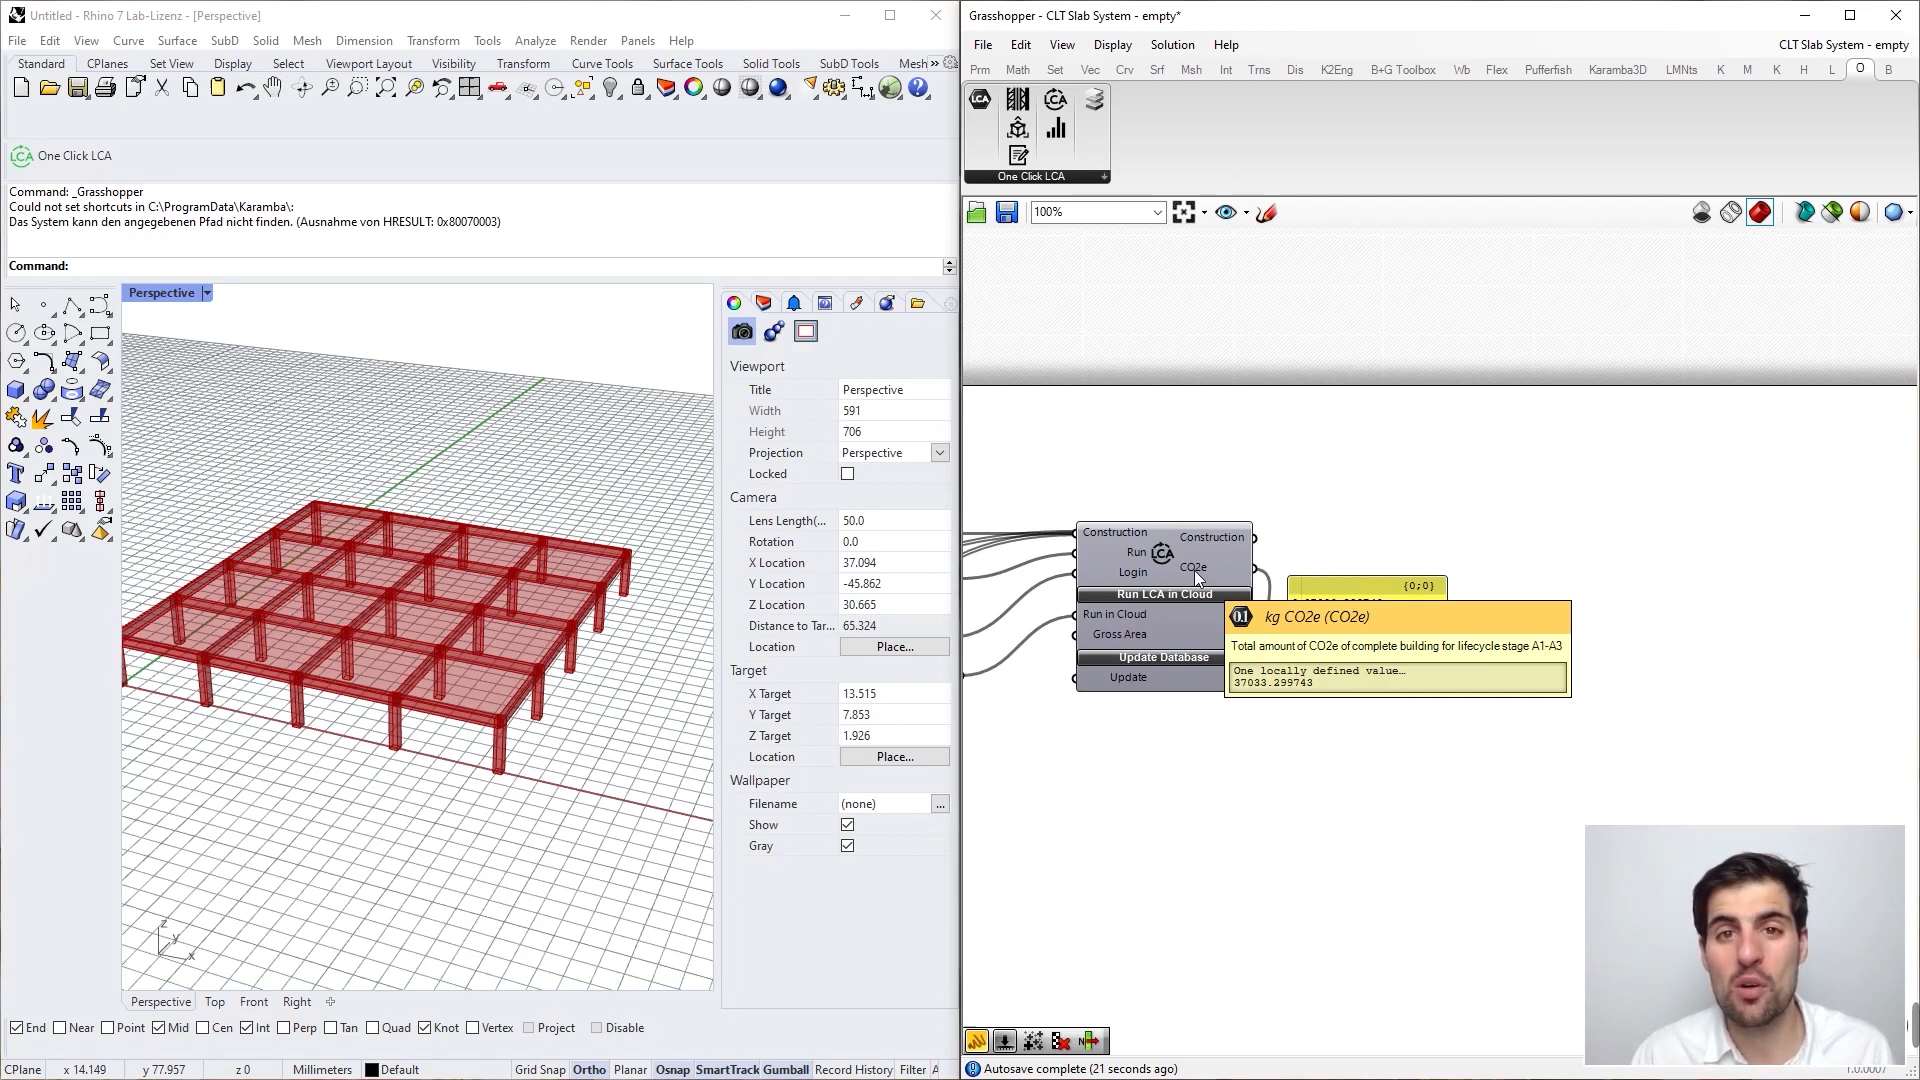 Untitled - Rhino 7 Lab-Lizenz - [Perspective]
File Edit View Curve Surface SubD Solid Mesh Dimension Transform Tools Analyze Render Panels Help
Standard CPlanes Set View Display Select Viewport Layout Visibility Transform Curve Tools Surface Tools Solid Tools SubD Tools Mesh »
LCA One Click LCA
Command: _Grasshopper
Could not set shortcuts in C:\ProgramData\Karamba\:
Das System kann den angegebenen Pfad nicht finden. (Ausnahme von HRESULT: 0x80070003)
Command:
Perspective
Viewport
Title Perspective
Width 591
Height 706
Projection Perspective
Locked
Camera
Lens Length(... 50.0
Rotation 0.0
X Location 37.094
Y Location -45.862
Z Location 30.665
Distance to Tar... 65.324
Location Place...
Target
X Target 13.515
Y Target 7.853
Z Target 1.926
Location Place...
Wallpaper
Filename (none) ...
Show
Gray
z
y
x
Perspective Top Front Right
End Near Point Mid Cen Int Perp Tan Quad Knot Vertex Project Disable
CPlane x 14.149 y 77.957 z 0 Millimeters Default Grid Snap Ortho Planar Osnap SmartTrack Gumball Record History Filter A
Grasshopper - CLT Slab System - empty*
File Edit View Display Solution Help CLT Slab System - empty
Prm Math Set Vec Crv Srf Msh Int Trns Dis K2Eng B+G Toolbox Wb Flex Pufferfish Karamba3D LMNts K M K H L O B
LCA LCA
One Click LCA
100%
Construction
Run
Login
LCA
Construction
CO2e
Run LCA in Cloud
Run in Cloud
Gross Area
Update Database
Update
{0;0}
0.1 kg CO2e (CO2e)
Total amount of CO2e of complete building for lifecycle stage A1-A3
One locally defined value…
37033.299743
Autosave complete (21 seconds ago)
1.0.0007